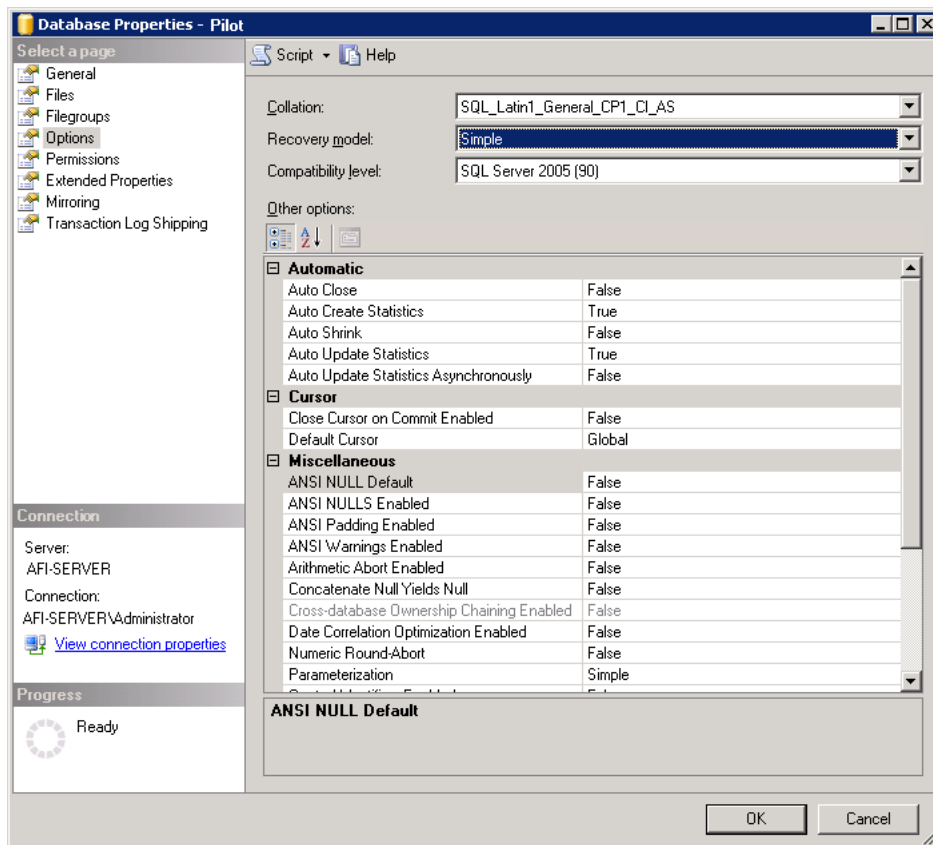 Database Properties - Pilot
Select a page
General
Files
Filegroups
Options
Permissions
Extended Properties
Mirroring
Transaction Log Shipping
Connection
Server:
AFI-SERVER
Connection:
AFI-SERVER\Administrator
View connection properties
Progress
Ready
Script Help
Collation: SQL_Latin1_General_CP1_CI_AS
Recovery model: Simple
Compatibility level: SQL Server 2005 (90)
Other options:
Automatic
Auto Close False
Auto Create Statistics True
Auto Shrink False
Auto Update Statistics True
Auto Update Statistics Asynchronously False
Cursor
Close Cursor on Commit Enabled False
Default Cursor Global
Miscellaneous
ANSI NULL Default False
ANSI NULLS Enabled False
ANSI Padding Enabled False
ANSI Warnings Enabled False
Arithmetic Abort Enabled False
Concatenate Null Yields Null False
Cross-database Ownership Chaining Enabled False
Date Correlation Optimization Enabled False
Numeric Round-Abort False
Parameterization Simple
ANSI NULL Default
OK Cancel